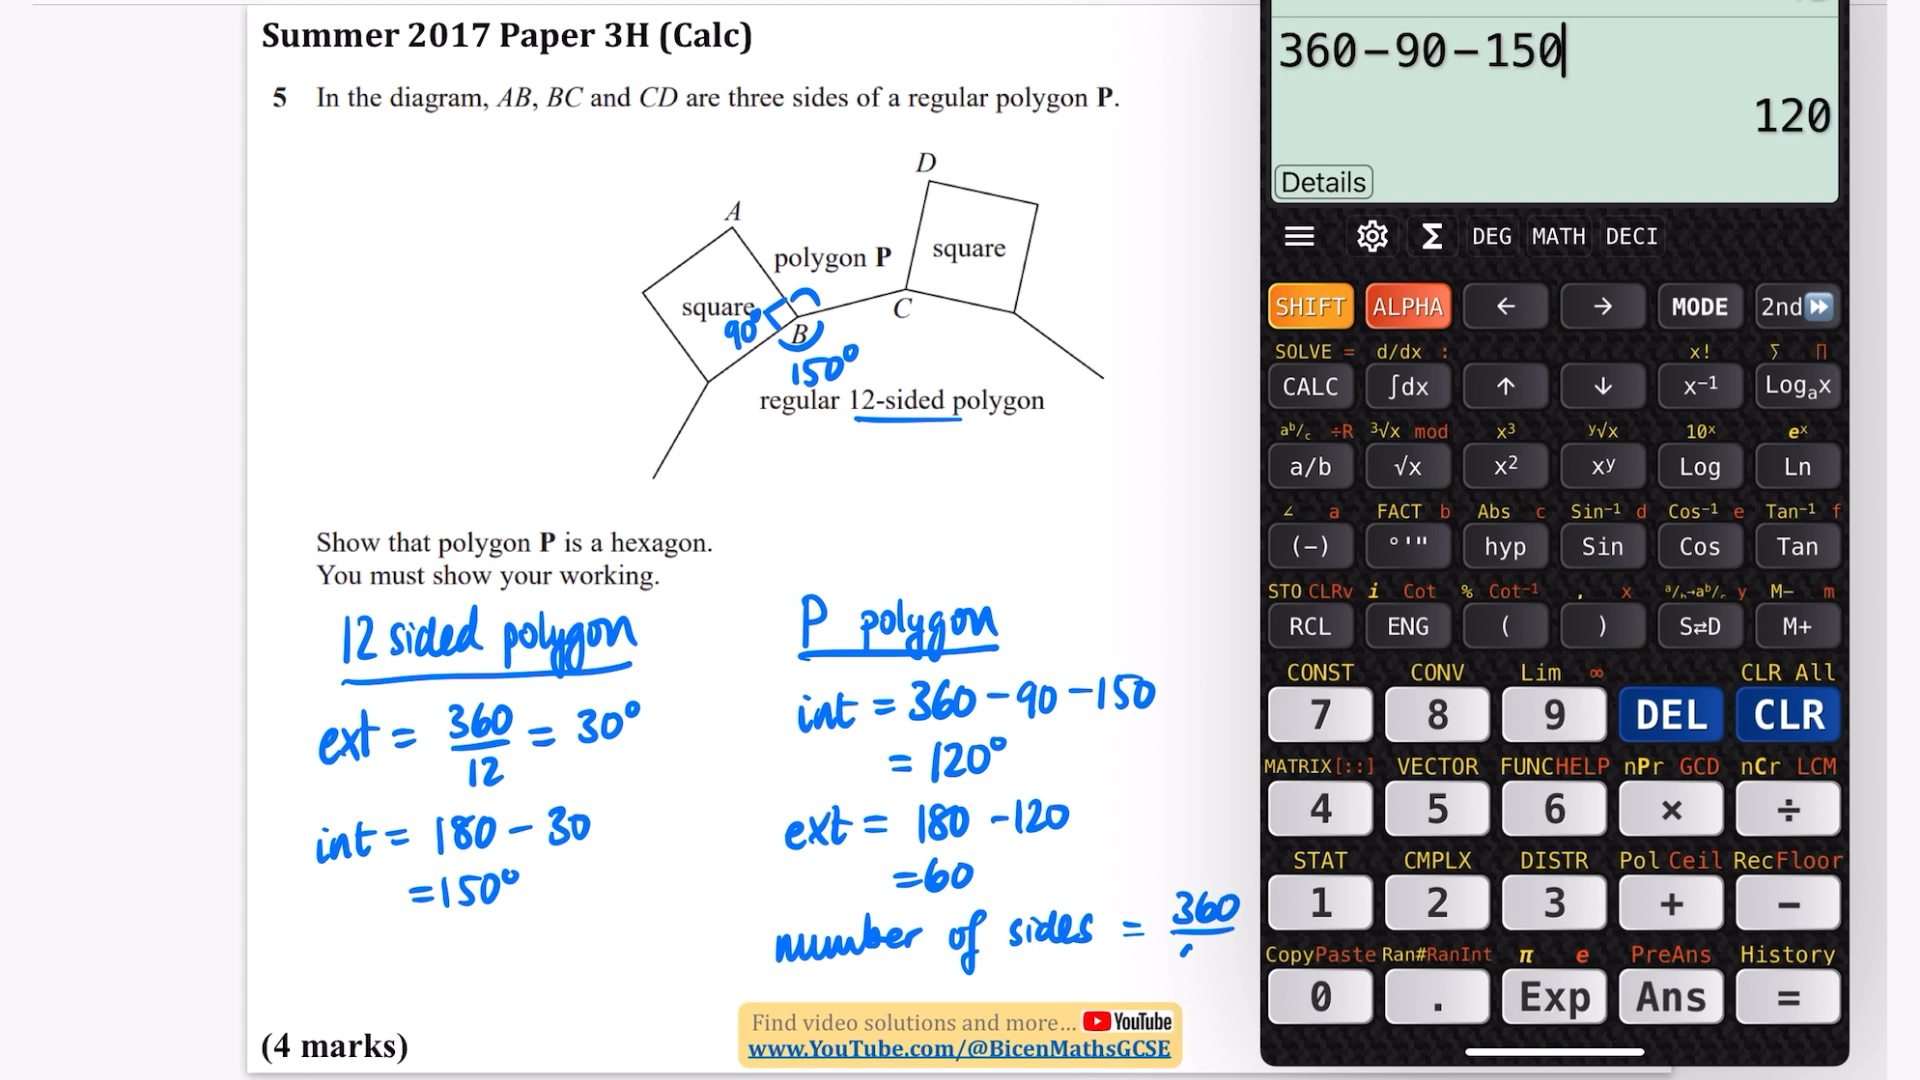 Summer 2017 Paper 3H (Calc)
5 In the diagram, AB, BC and CD are three sides of a regular polygon P.
D
A
polygon P
square
square
90°
B
C
150°
regular 12-sided polygon
Show that polygon P is a hexagon.
You must show your working.
12 sided polygon
ext = 360/12 = 30°
int = 180 - 30
= 150°
P polygon
int = 360 - 90 - 150
= 120°
ext = 180 - 120
= 60
number of sides = 360
(4 marks)
Find video solutions and more... YouTube
www.YouTube.com/@BicenMathsGCSE
360-90-150
120
Details
DEG MATH DECI
SHIFT ALPHA ← → MODE 2nd
SOLVE = d/dx : x! ∑ ∏
CALC ∫dx ↑ ↓ x⁻¹ Logₐx
aᵇ/c ÷R ³√x mod x³ ʸ√x 10ˣ eˣ
a/b √x x² xʸ Log Ln
∠ a FACT b Abs c Sin⁻¹ d Cos⁻¹ e Tan⁻¹ f
(−) °'" hyp Sin Cos Tan
STO CLRv i Cot % Cot⁻¹ , x y M− m
RCL ENG ( ) S⇄D M+
CONST CONV Lim ∞ CLR All
7 8 9 DEL CLR
MATRIX[::] VECTOR FUNC HELP nPr GCD nCr LCM
4 5 6 × ÷
STAT CMPLX DISTR Pol Ceil Rec Floor
1 2 3 + −
Copy Paste Ran# RanInt π e PreAns History
0 . Exp Ans =